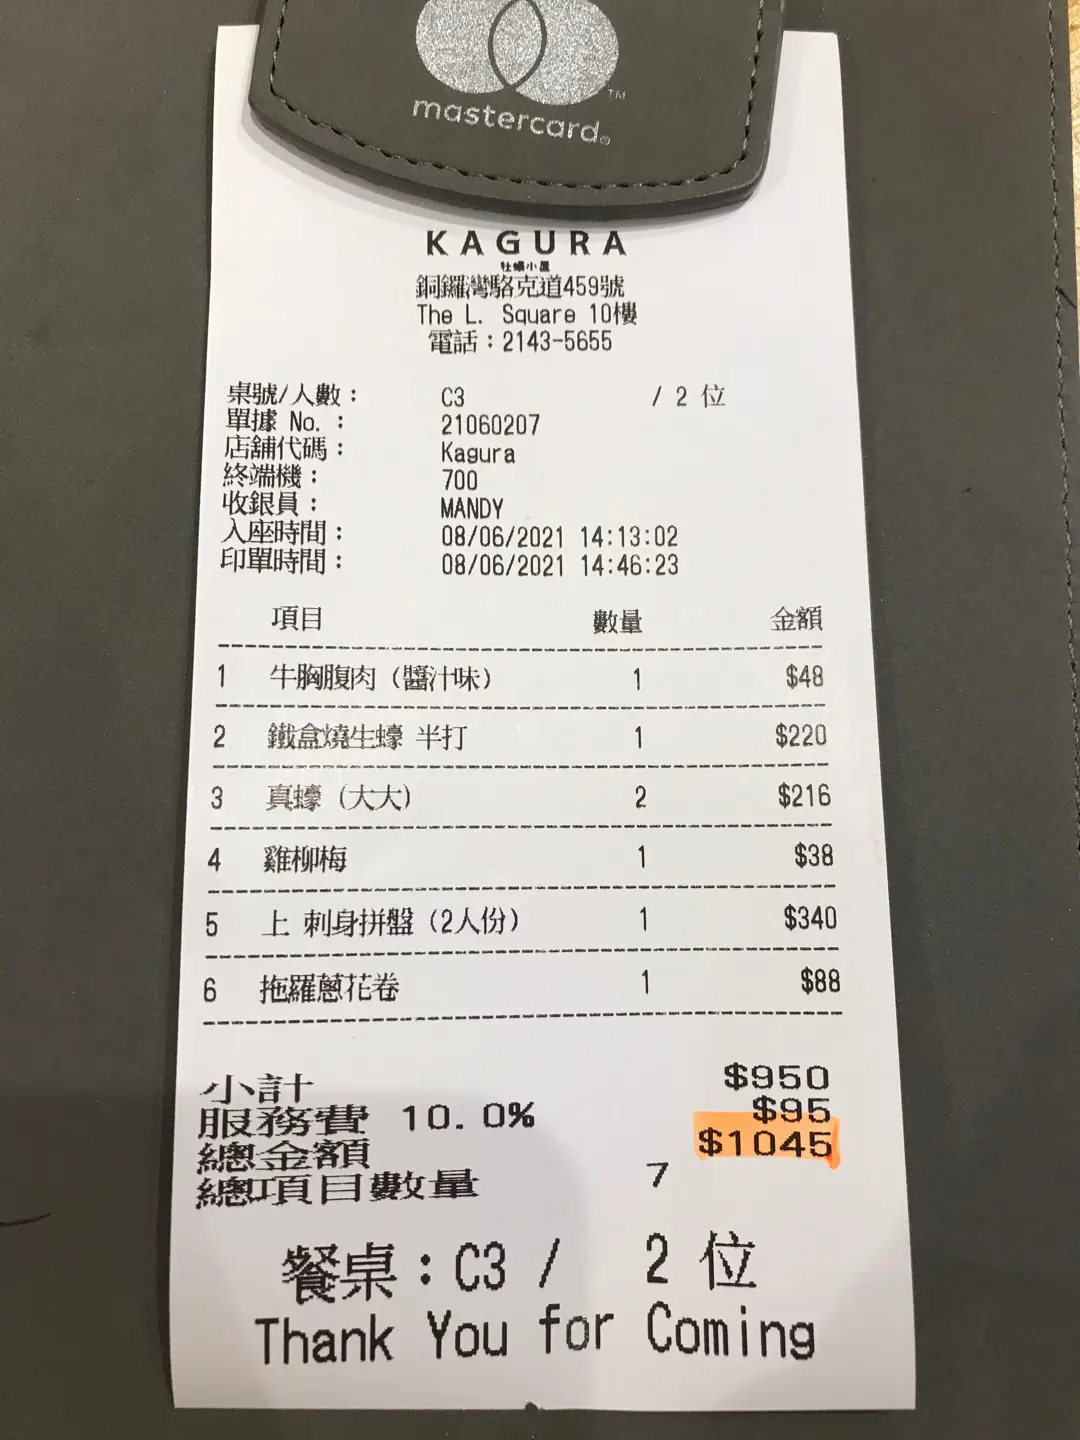 mastercard®
TM
KAGURA
牡蠣小屋
銅鑼灣駱克道459號
The L. Square 10樓
電話：2143-5655
桌號/人數： C3 / 2 位
單據 No. ： 21060207
店舖代碼： Kagura
終端機： 700
收銀員： MANDY
入座時間： 08/06/2021 14:13:02
印單時間： 08/06/2021 14:46:23
項目 數量 金額
1 牛胸腹肉（醬汁味） 1 $48
2 鐵盒燒生蠔 半打 1 $220
3 真蠔（大大） 2 $216
4 雞柳梅 1 $38
5 上 刺身拼盤（2人份） 1 $340
6 拖羅蔥花卷 1 $88
小計 $950
服務費 10.0% $95
總金額 $1045
總項目數量 7
餐桌：C3 / 2 位
Thank You for Coming